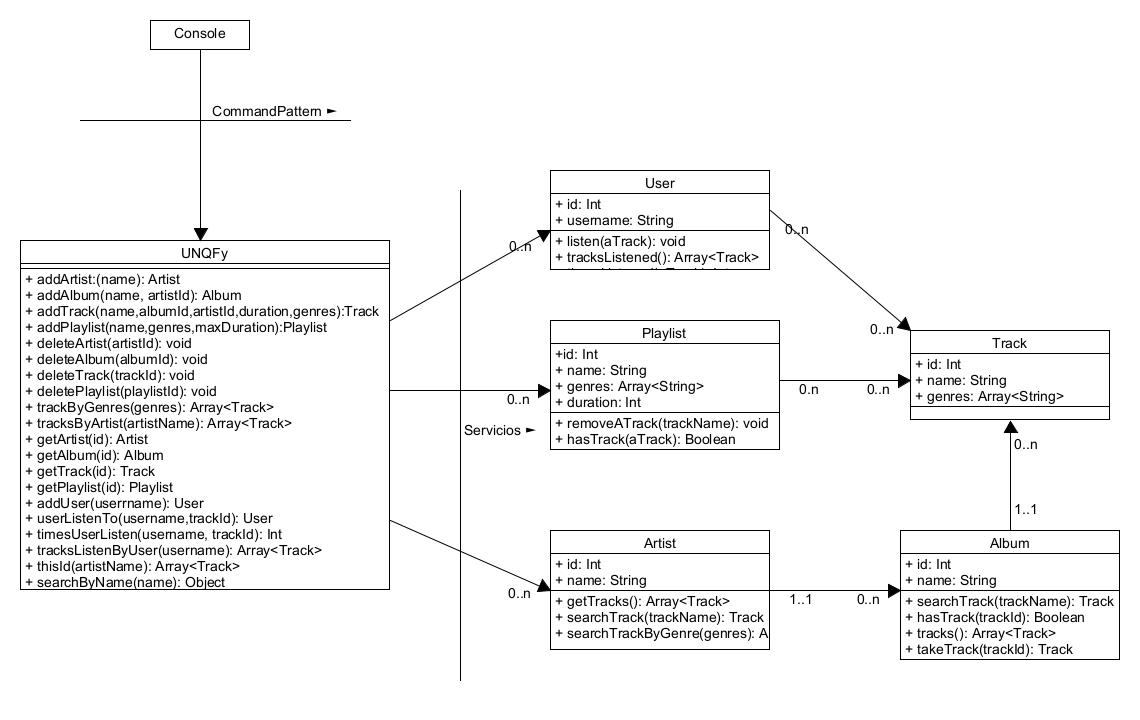 Console
CommandPattern ►
UNQFy
+ addArtist:(name): Artist
+ addAlbum(name, artistId): Album
+ addTrack(name,albumId,artistId,duration,genres):Track
+ addPlaylist(name,genres,maxDuration):Playlist
+ deleteArtist(artistId): void
+ deleteAlbum(albumId): void
+ deleteTrack(trackId): void
+ deletePlaylist(playlistId): void
+ trackByGenres(genres): Array<Track>
+ tracksByArtist(artistName): Array<Track>
+ getArtist(id): Artist
+ getAlbum(id): Album
+ getTrack(id): Track
+ getPlaylist(id): Playlist
+ addUser(userrname): User
+ userListenTo(username,trackId): User
+ timesUserListen(username, trackId): Int
+ tracksListenByUser(username): Array<Track>
+ thisId(artistName): Array<Track>
+ searchByName(name): Object
Servicios ►
0..n
User
+ id: Int
+ username: String
+ listen(aTrack): void
+ tracksListened(): Array<Track>
0..n
0..n
0..n
Playlist
+id: Int
+ name: String
+ genres: Array<String>
+ duration: Int
+ removeATrack(trackName): void
+ hasTrack(aTrack): Boolean
0..n
0..n
Track
+ id: Int
+ name: String
+ genres: Array<String>
0..n
1..1
0..n
Artist
+ id: Int
+ name: String
+ getTracks(): Array<Track>
+ searchTrack(trackName): Track
+ searchTrackByGenre(genres): A
1..1
0..n
Album
+ id: Int
+ name: String
+ searchTrack(trackName): Track
+ hasTrack(trackId): Boolean
+ tracks(): Array<Track>
+ takeTrack(trackId): Track